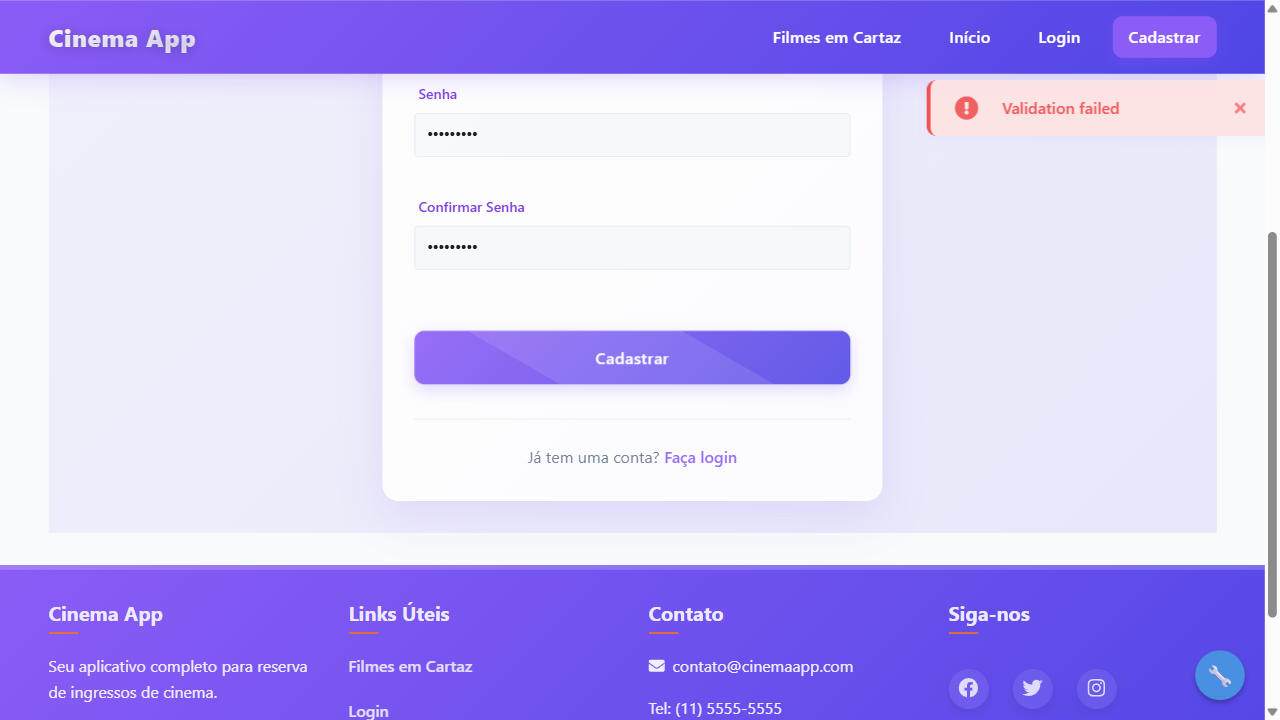 Cinema App
Filmes em Cartaz
Início
Login
Cadastrar
Validation failed
Senha
•••••••••
Confirmar Senha
•••••••••
Cadastrar
Já tem uma conta? Faça login
Cinema App
Seu aplicativo completo para reserva
de ingressos de cinema.
Links Úteis
Filmes em Cartaz
Login
Contato
contato@cinemaapp.com
Tel: (11) 5555-5555
Siga-nos